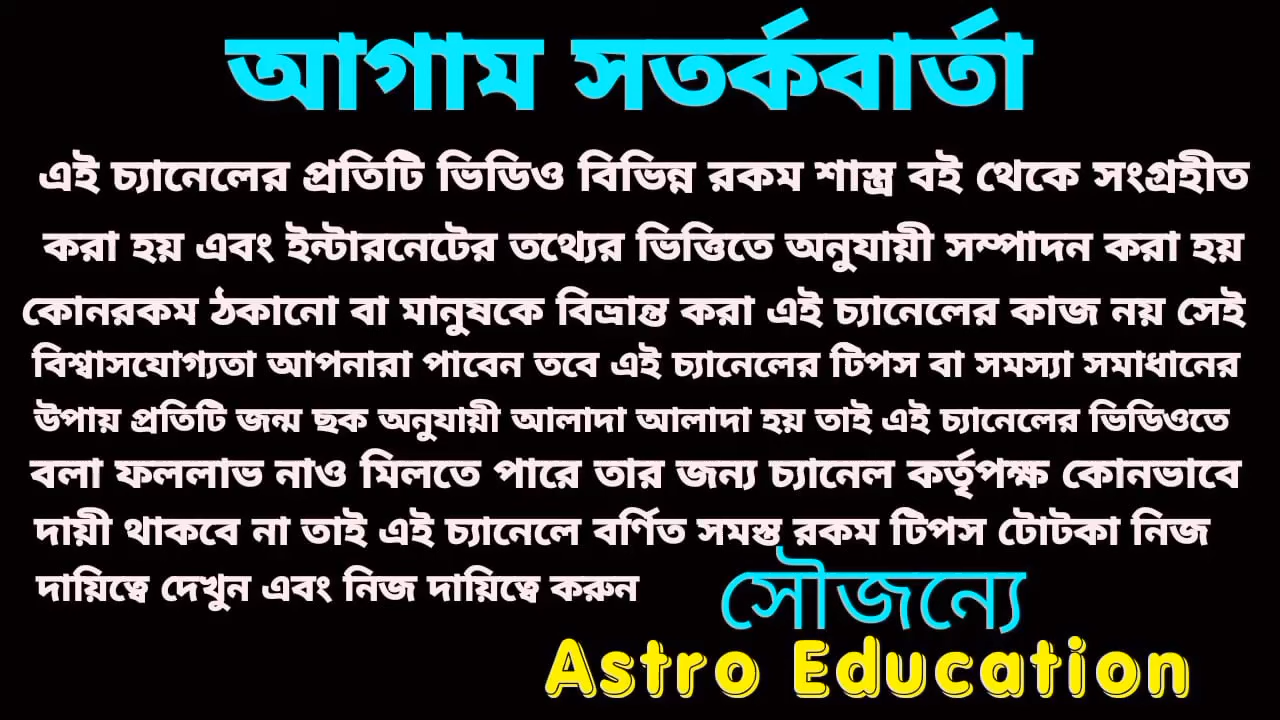 আগাম সতর্কবার্তা
এই চ্যানেলের প্রতিটি ভিডিও বিভিন্ন রকম শাস্ত্র বই থেকে সংগ্রহীত
করা হয় এবং ইন্টারনেটের তথ্যের ভিত্তিতে অনুযায়ী সম্পাদন করা হয়
কোনরকম ঠকানো বা মানুষকে বিভ্রান্ত করা এই চ্যানেলের কাজ নয় সেই
বিশ্বাসযোগ্যতা আপনারা পাবেন তবে এই চ্যানেলের টিপস বা সমস্যা সমাধানের
উপায় প্রতিটি জন্ম ছক অনুযায়ী আলাদা আলাদা হয় তাই এই চ্যানেলের ভিডিওতে
বলা ফললাভ নাও মিলতে পারে তার জন্য চ্যানেল কর্তৃপক্ষ কোনভাবে
দায়ী থাকবে না তাই এই চ্যানেলে বর্ণিত সমস্ত রকম টিপস টোটকা নিজ
দায়িত্বে দেখুন এবং নিজ দায়িত্বে করুন
সৌজন্যে
Astro Education